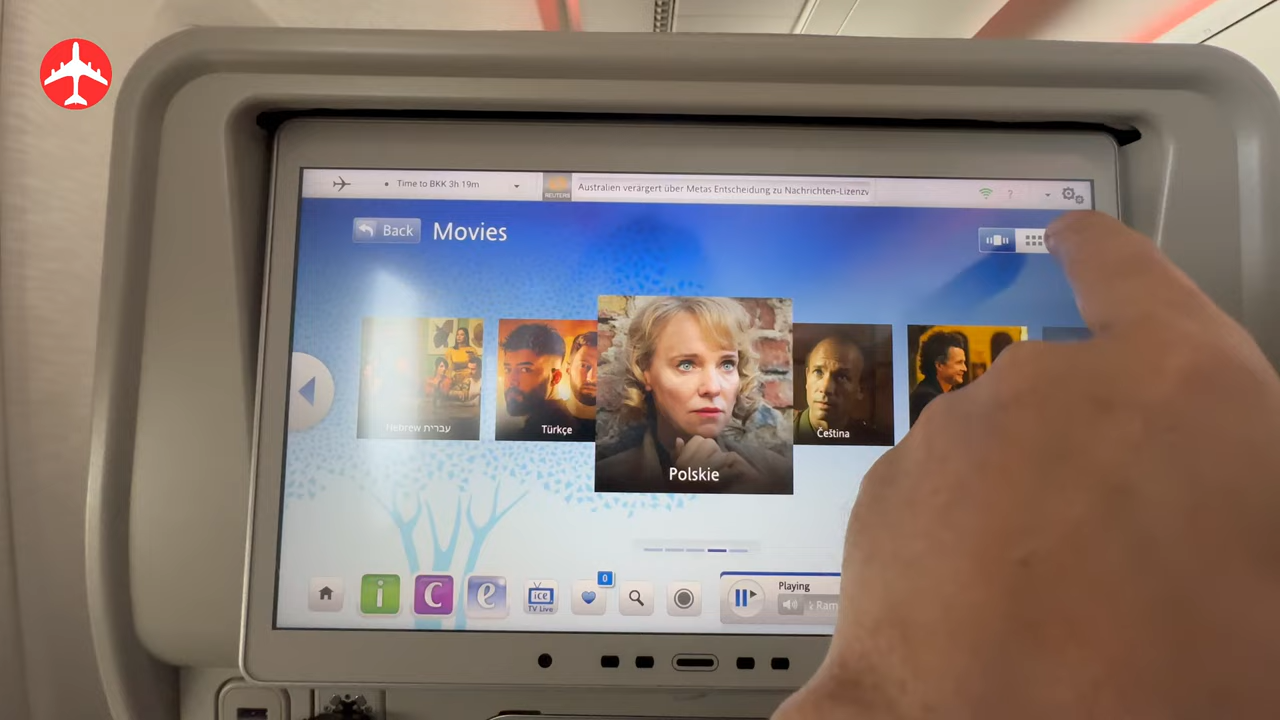 Time to BKK 3h 19m
REUTERS
Australien verärgert über Metas Entscheidung zu Nachrichten-Lizenzv
?
Back
Movies
Hebrew עברית
Türkçe
Polskie
Čeština
i
c
e
ice
TV Live
0
Playing
Ram